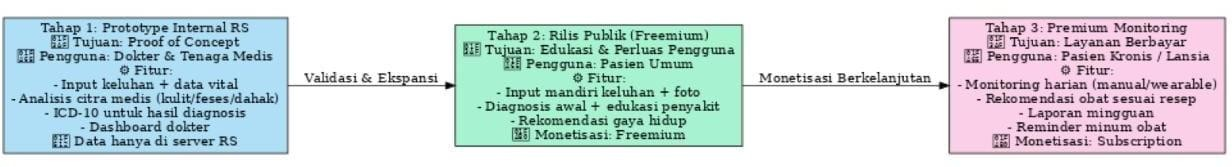 Tahap 1: Prototype Internal RS
Tujuan: Proof of Concept
Pengguna: Dokter & Tenaga Medis
⚙ Fitur:
- Input keluhan + data vital
- Analisis citra medis (kulit/feses/dahak)
- ICD-10 untuk hasil diagnosis
- Dashboard dokter
Data hanya di server RS
Validasi & Ekspansi
Tahap 2: Rilis Publik (Freemium)
Tujuan: Edukasi & Perluas Pengguna
Pengguna: Pasien Umum
⚙ Fitur:
- Input mandiri keluhan + foto
- Diagnosis awal + edukasi penyakit
- Rekomendasi gaya hidup
Monetisasi: Freemium
Monetisasi Berkelanjutan
Tahap 3: Premium Monitoring
Tujuan: Layanan Berbayar
Pengguna: Pasien Kronis / Lansia
⚙ Fitur:
- Monitoring harian (manual/wearable)
- Rekomendasi obat sesuai resep
- Laporan mingguan
- Reminder minum obat
Monetisasi: Subscription